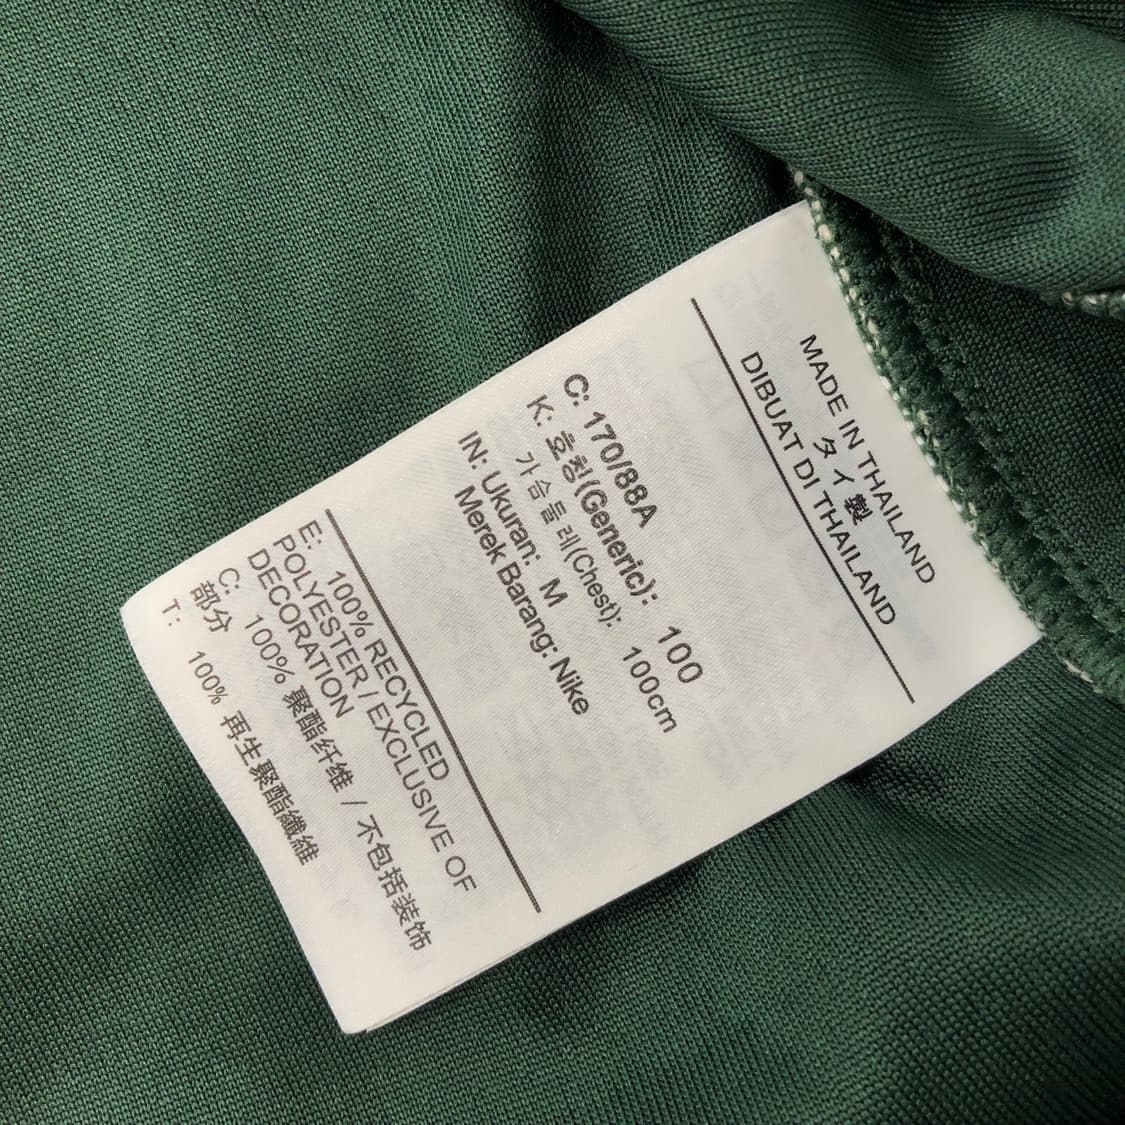 MADE IN THAILAND
タイ製
DIBUAT DI THAILAND
C: 170/88A
K: 호칭(Generic): 100
가슴둘레(Chest): 100cm
IN: Ukuran: M
Merek Barang: Nike
E: 100% RECYCLED
POLYESTER / EXCLUSIVE OF
DECORATION
C: 100% 聚酯纤维 / 不包括装饰
部分
T: 100% 再生聚酯纖維